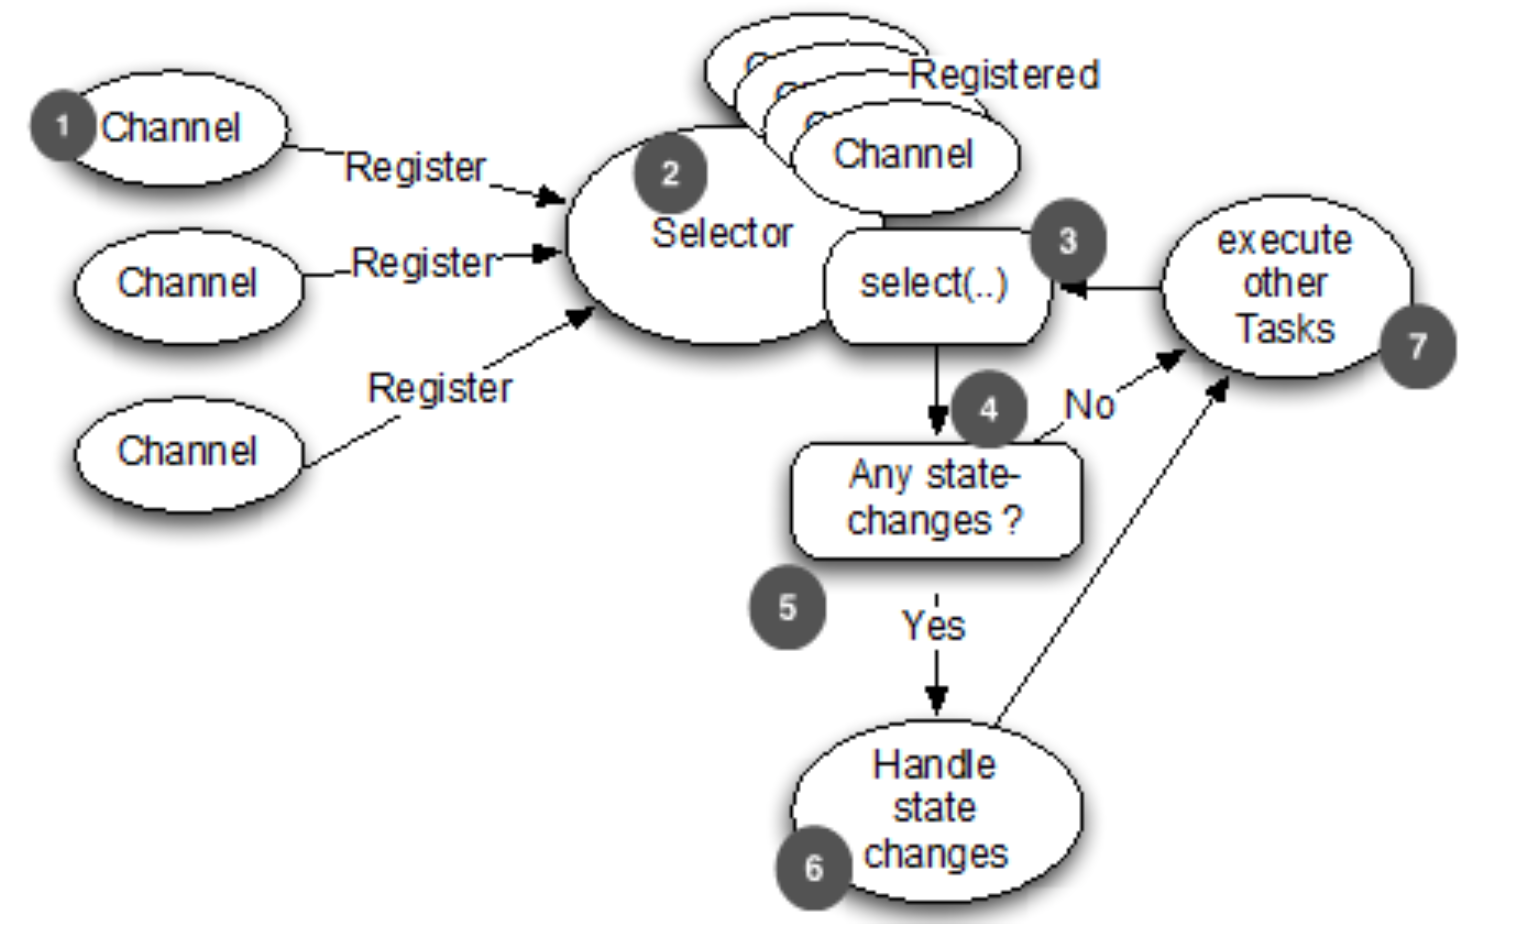 Registered
1
Channel
Channel
Register
2
Selector
3
execute
other
Tasks
Register
Channel
select(..)
7
Register
4
No
Channel
Any state-
changes ?
5
Yes
Handle
state
changes
6